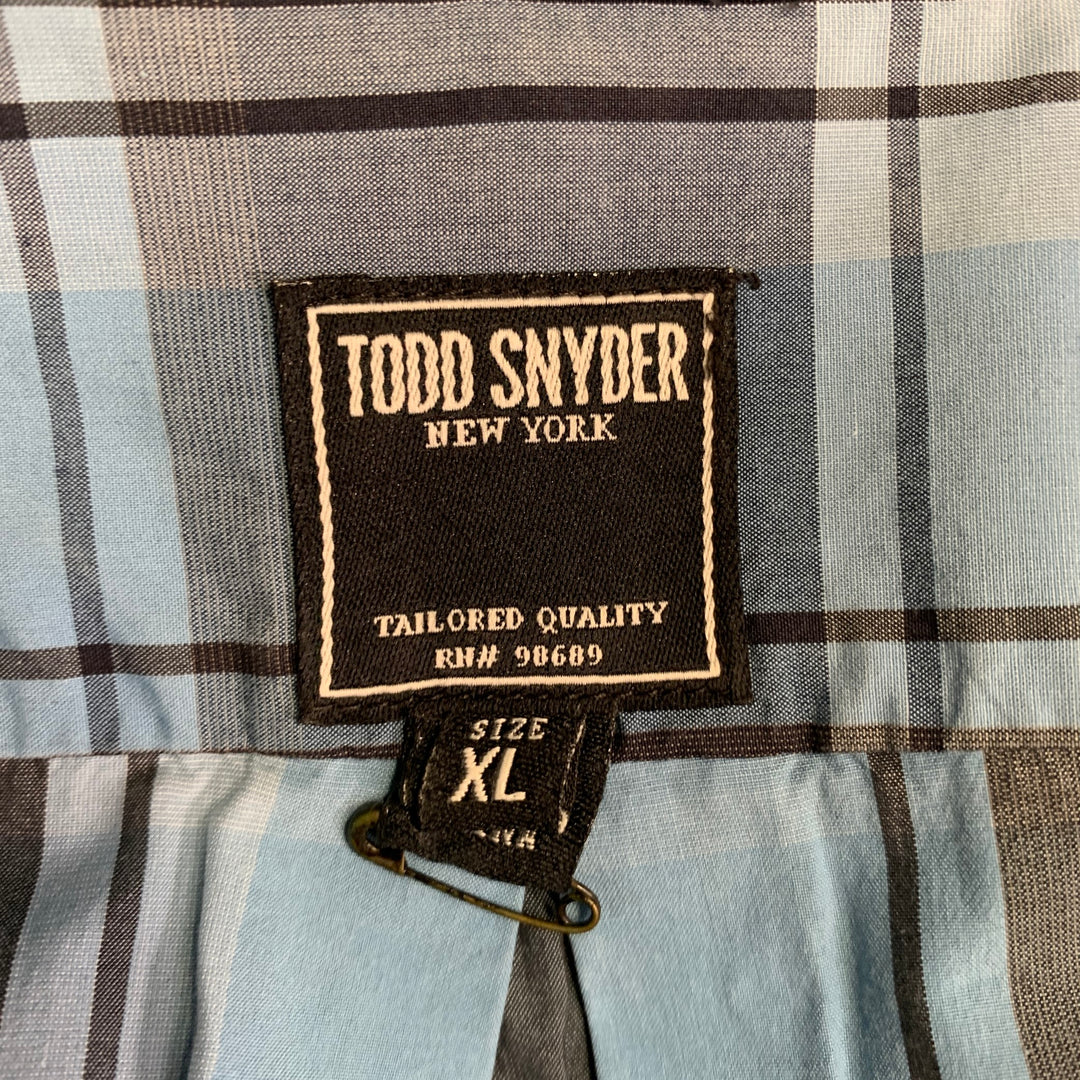 TODD SNYDER
NEW YORK
TAILORED QUALITY
RN# 98689
SIZE
XL